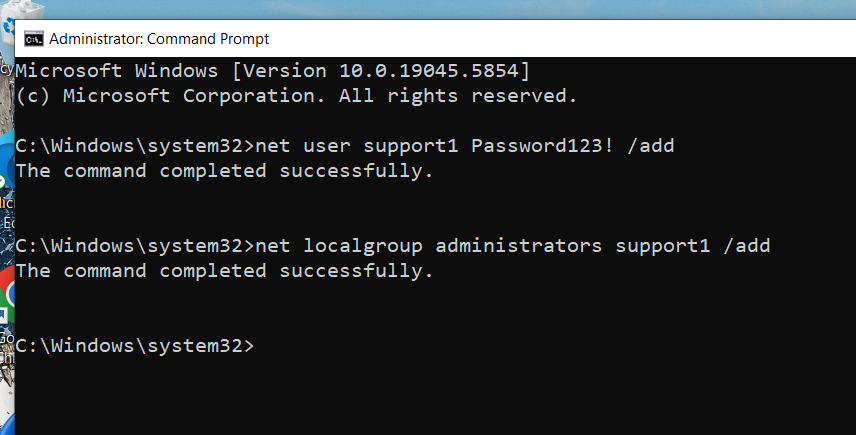 Administrator: Command Prompt
Microsoft Windows [Version 10.0.19045.5854]
(c) Microsoft Corporation. All rights reserved.
C:\Windows\system32>net user support1 Password123! /add
The command completed successfully.
C:\Windows\system32>net localgroup administrators support1 /add
The command completed successfully.
C:\Windows\system32>